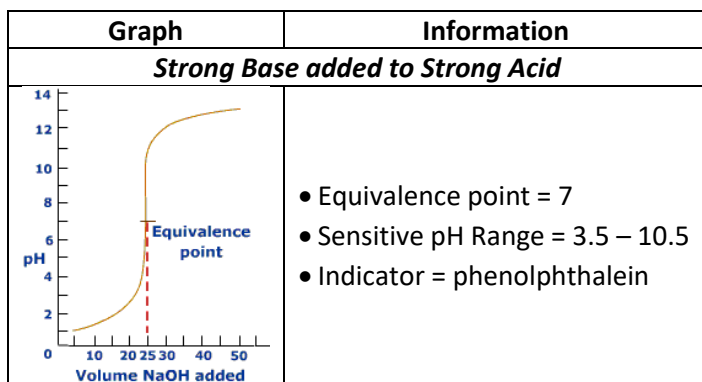 Graph
Information
Strong Base added to Strong Acid
14
12
10
8
6
pH
4
2
0
10
20
25
30
40
50
Volume NaOH added
Equivalence
point
• Equivalence point = 7
• Sensitive pH Range = 3.5 – 10.5
• Indicator = phenolphthalein